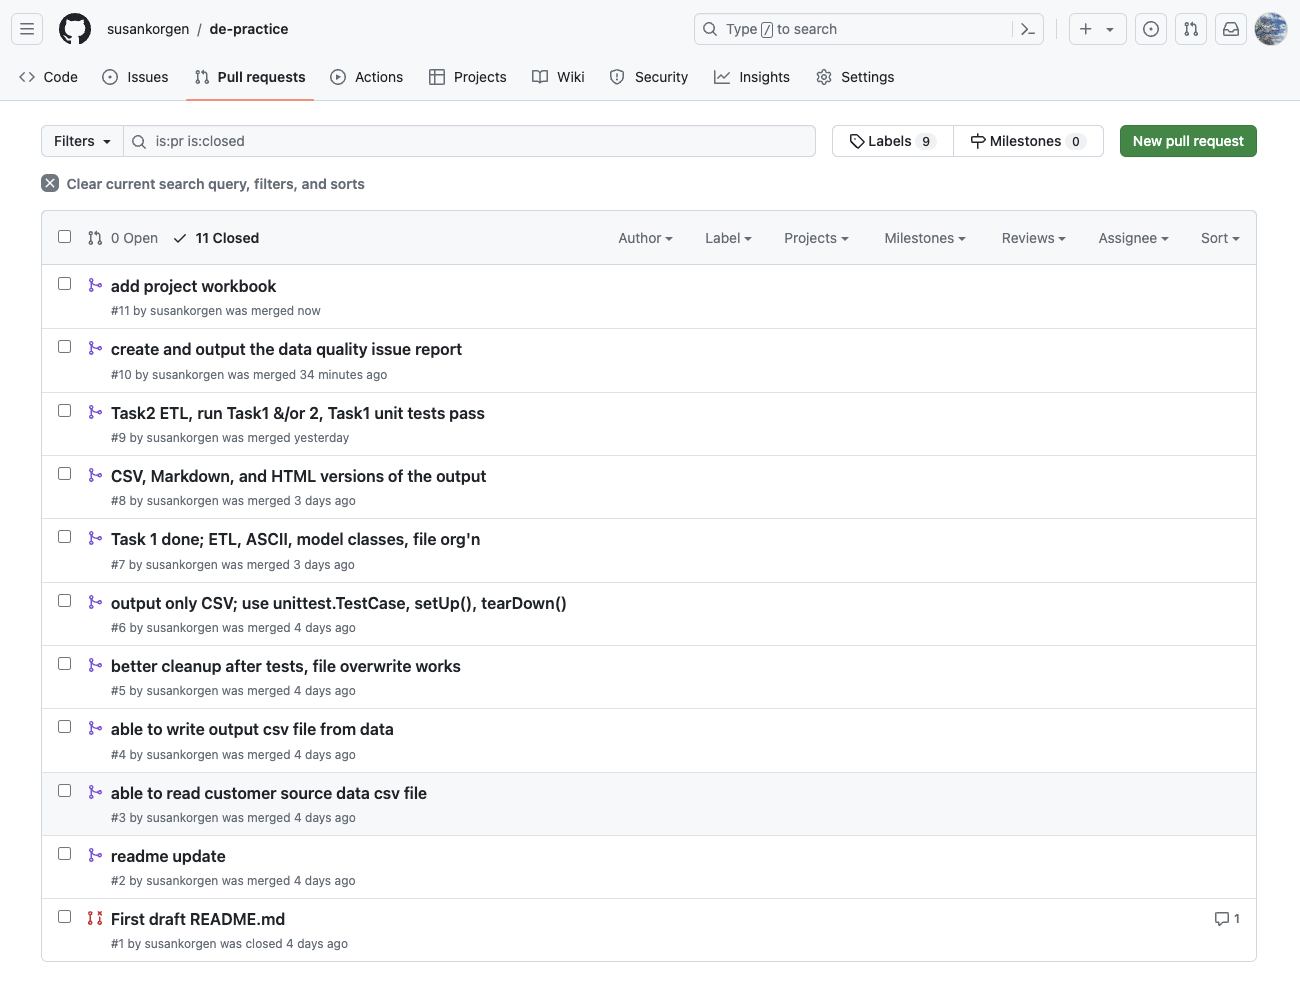 susankorgen / de-practice
Type / to search
Code Issues Pull requests Actions Projects Wiki Security Insights Settings
Filters is:pr is:closed Labels 9 Milestones 0 New pull request
Clear current search query, filters, and sorts
0 Open 11 Closed Author Label Projects Milestones Reviews Assignee Sort
add project workbook
#11 by susankorgen was merged now
create and output the data quality issue report
#10 by susankorgen was merged 34 minutes ago
Task2 ETL, run Task1 &/or 2, Task1 unit tests pass
#9 by susankorgen was merged yesterday
CSV, Markdown, and HTML versions of the output
#8 by susankorgen was merged 3 days ago
Task 1 done; ETL, ASCII, model classes, file org'n
#7 by susankorgen was merged 3 days ago
output only CSV; use unittest.TestCase, setUp(), tearDown()
#6 by susankorgen was merged 4 days ago
better cleanup after tests, file overwrite works
#5 by susankorgen was merged 4 days ago
able to write output csv file from data
#4 by susankorgen was merged 4 days ago
able to read customer source data csv file
#3 by susankorgen was merged 4 days ago
readme update
#2 by susankorgen was merged 4 days ago
First draft README.md 1
#1 by susankorgen was closed 4 days ago